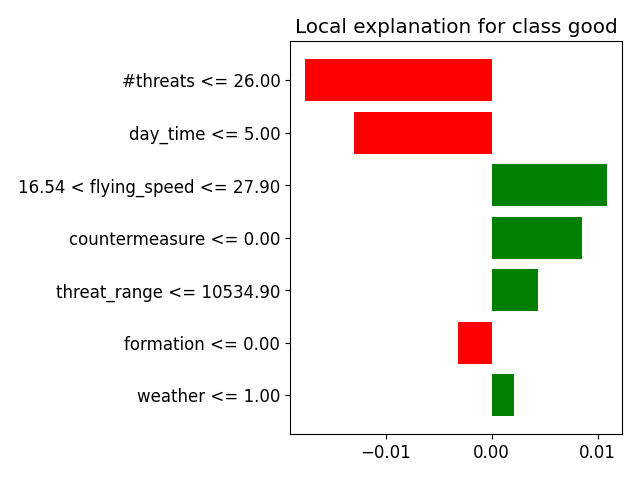 Local explanation for class good
#threats <= 26.00
day_time <= 5.00
16.54 < flying_speed <= 27.90
countermeasure <= 0.00
threat_range <= 10534.90
formation <= 0.00
weather <= 1.00
−0.01 0.00 0.01